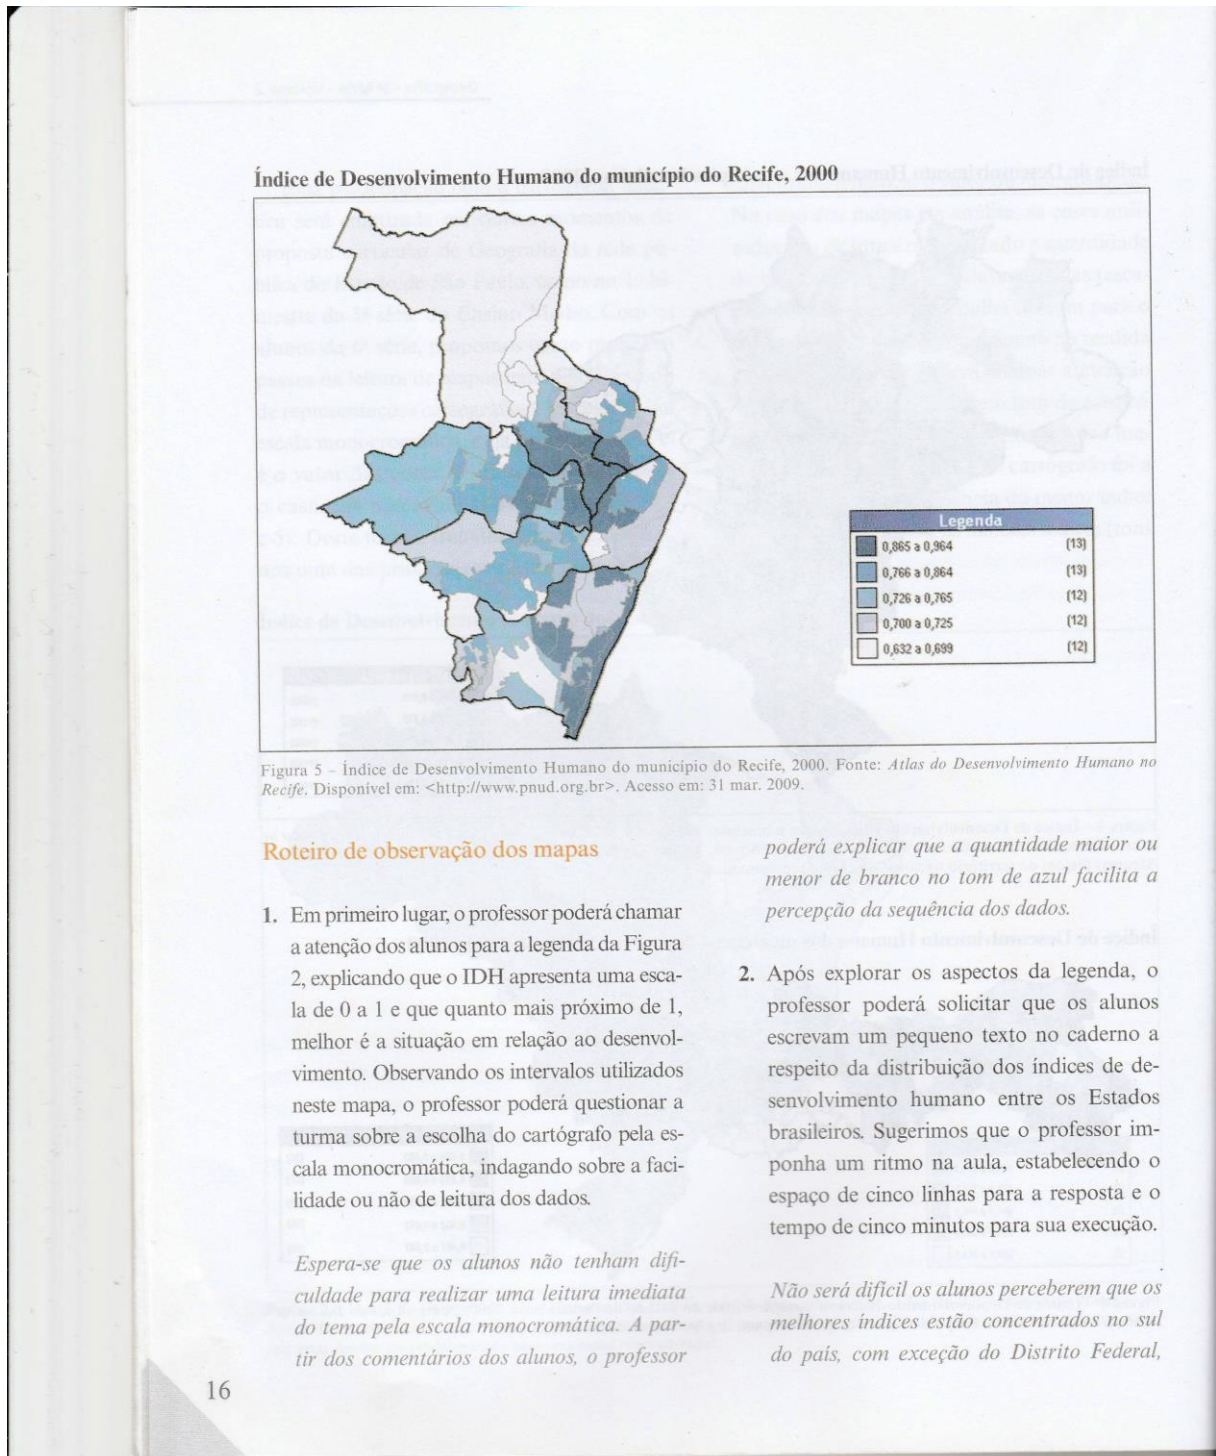 Índice de Desenvolvimento Humano do município do Recife, 2000
Legenda
0,865 a 0,964 (13)
0,766 a 0,864 (13)
0,726 a 0,765 (12)
0,700 a 0,725 (12)
0,632 a 0,699 (12)
Figura 5 – Índice de Desenvolvimento Humano do município do Recife, 2000. Fonte: Atlas do Desenvolvimento Humano no
Recife. Disponível em: <http://www.pnud.org.br>. Acesso em: 31 mar. 2009.
Roteiro de observação dos mapas
1. Em primeiro lugar, o professor poderá chamar
a atenção dos alunos para a legenda da Figura
2, explicando que o IDH apresenta uma esca-
la de 0 a 1 e que quanto mais próximo de 1,
melhor é a situação em relação ao desenvol-
vimento. Observando os intervalos utilizados
neste mapa, o professor poderá questionar a
turma sobre a escolha do cartógrafo pela es-
cala monocromática, indagando sobre a faci-
lidade ou não de leitura dos dados.
Espera-se que os alunos não tenham difi-
culdade para realizar uma leitura imediata
do tema pela escala monocromática. A par-
tir dos comentários dos alunos, o professor
poderá explicar que a quantidade maior ou
menor de branco no tom de azul facilita a
percepção da sequência dos dados.
2. Após explorar os aspectos da legenda, o
professor poderá solicitar que os alunos
escrevam um pequeno texto no caderno a
respeito da distribuição dos índices de de-
senvolvimento humano entre os Estados
brasileiros. Sugerimos que o professor im-
ponha um ritmo na aula, estabelecendo o
espaço de cinco linhas para a resposta e o
tempo de cinco minutos para sua execução.
Não será difícil os alunos perceberem que os
melhores índices estão concentrados no sul
do país, com exceção do Distrito Federal,
16